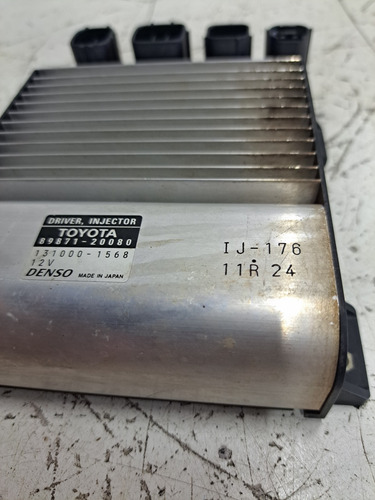 DRIVER, INJECTOR
TOYOTA
89871-20080
131000-1568
12V
DENSO MADE IN JAPAN
IJ-176
11R 24